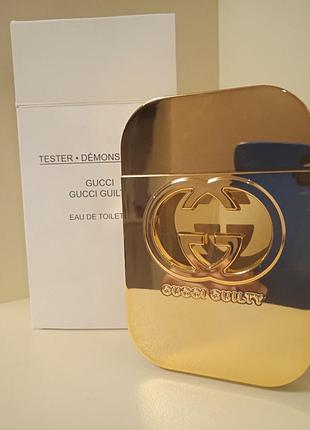 TESTER • DÉMONS
GUCCI
GUCCI GUILT
EAU DE TOILET
GUCCI GUILTY